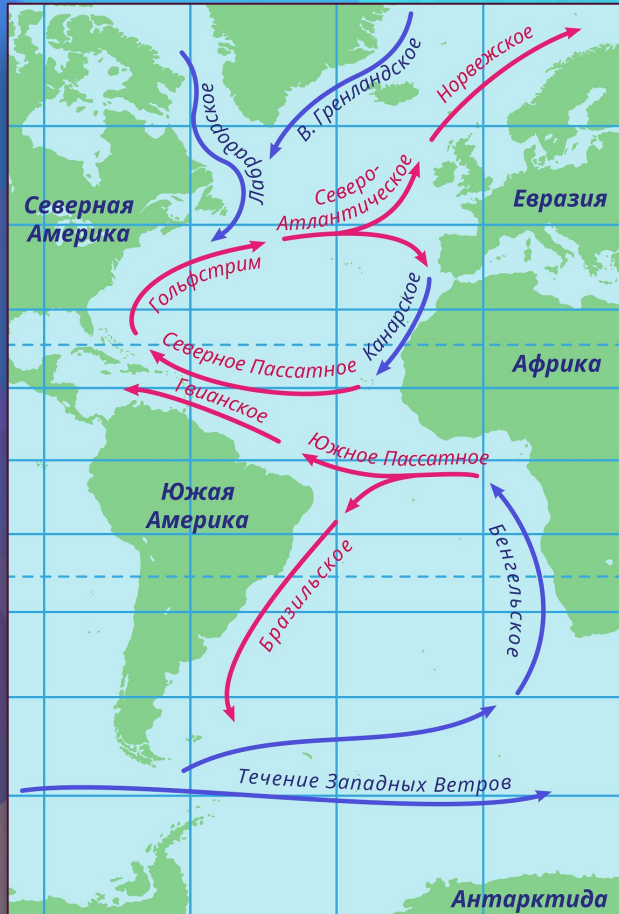 Норвежское
В. Гренландское
Лабрадорское
Северо-
Атлантическое
Северная
Америка
Евразия
Гольфстрим
Канарское
Северное Пассатное
Африка
Гвианское
Южное Пассатное
Южая
Америка
Бенгельское
Бразильское
Течение Западных Ветров
Антарктида